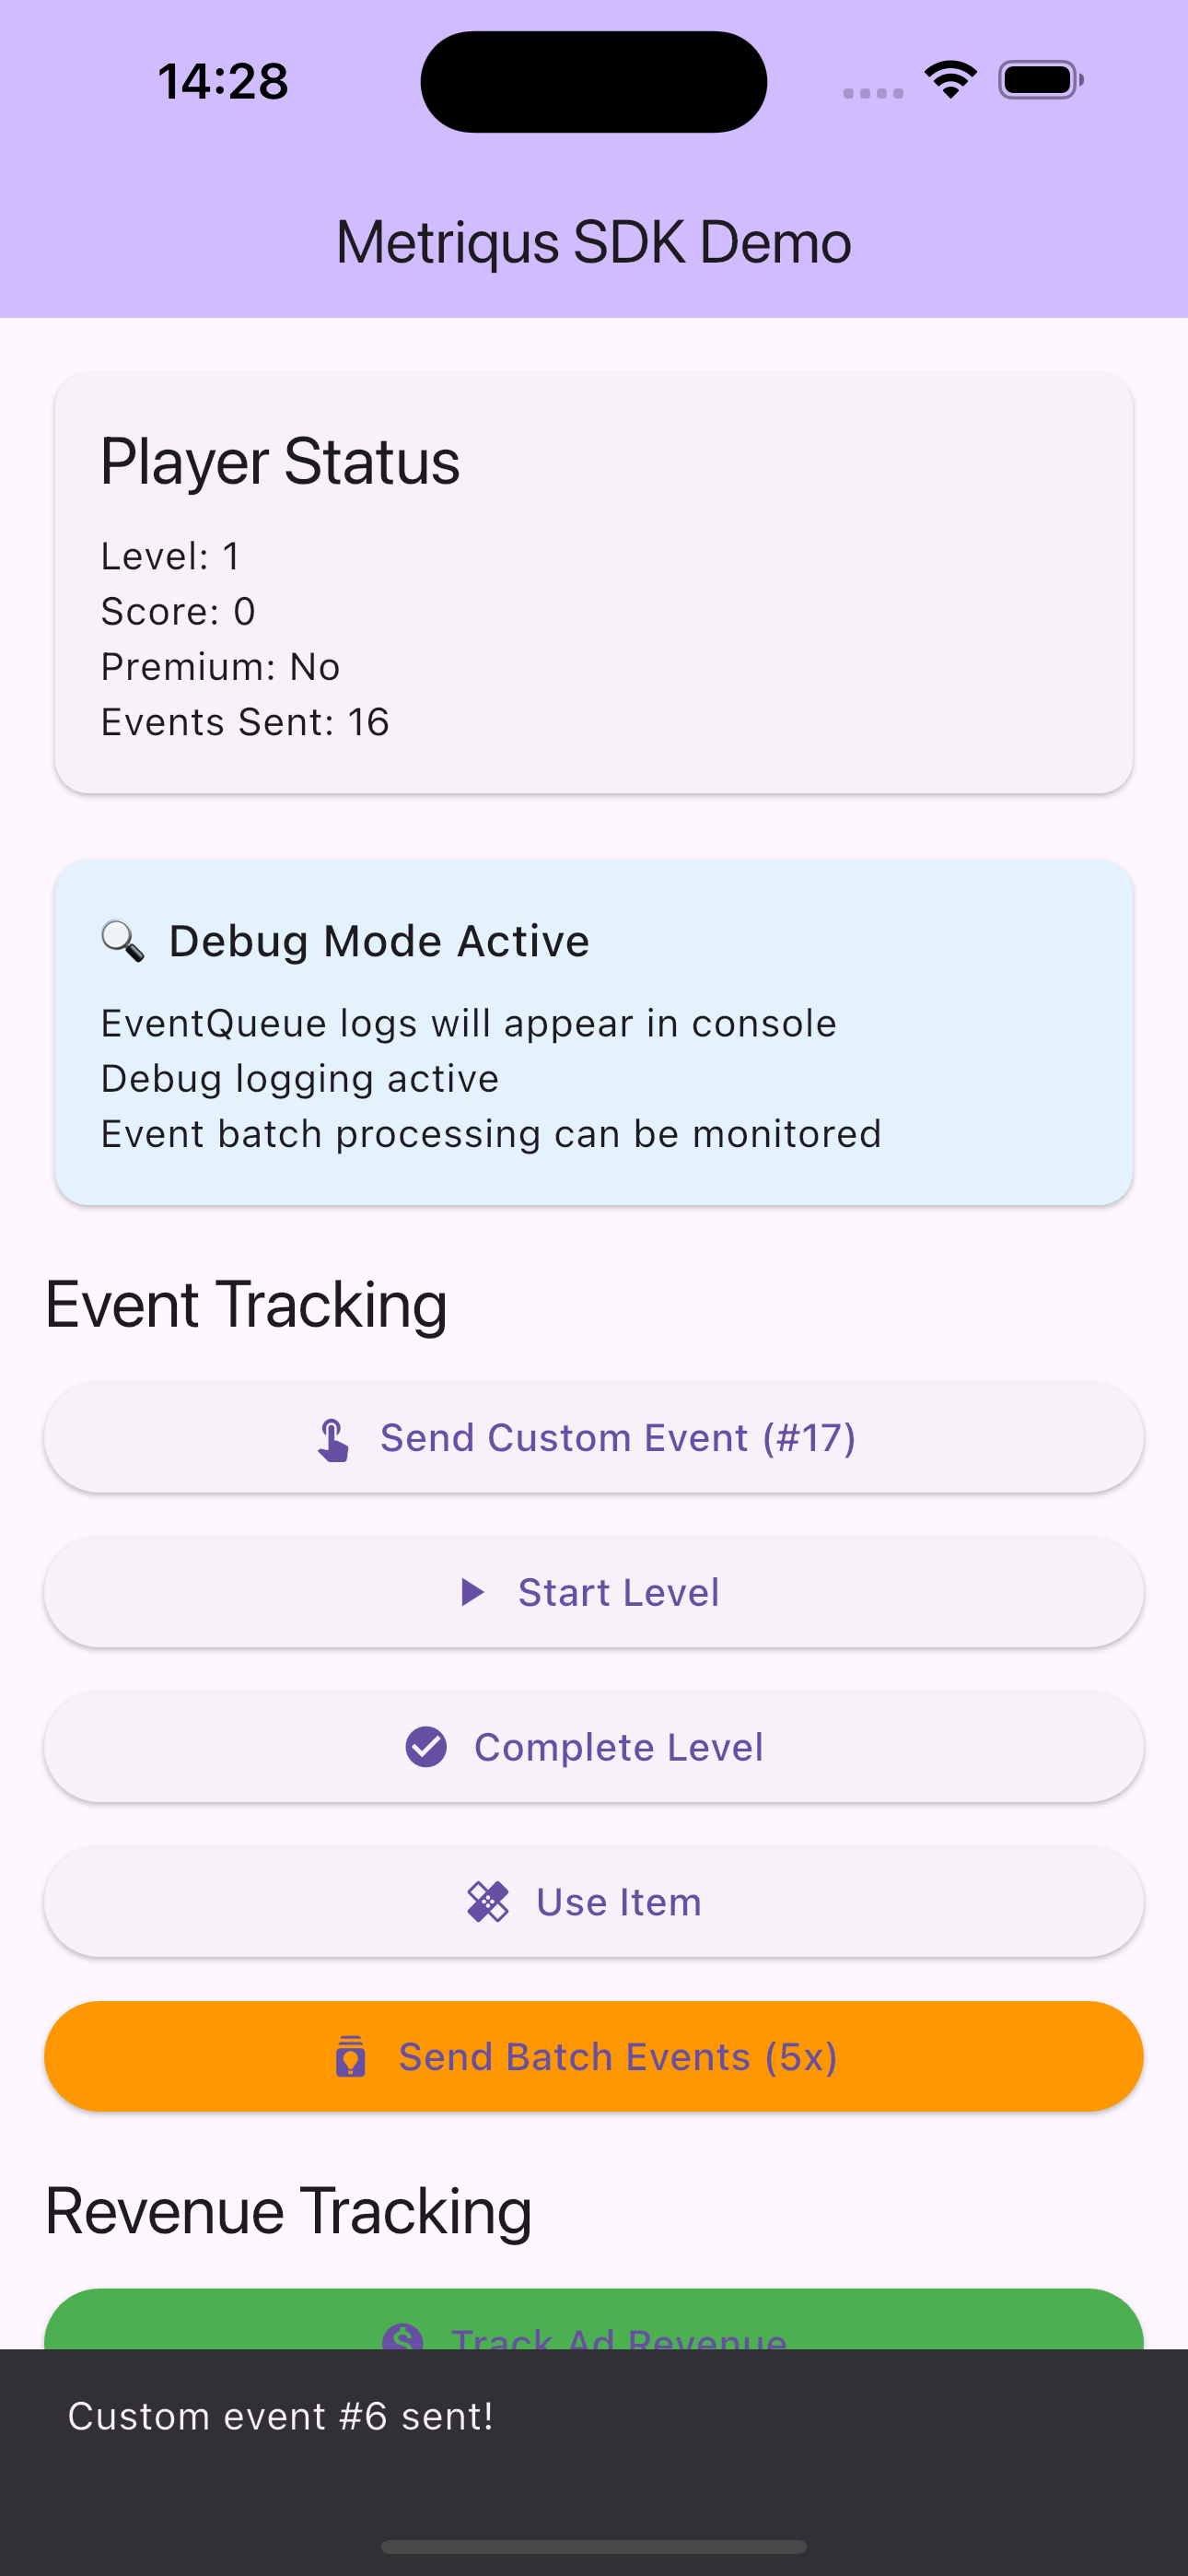 14:28
Metriqus SDK Demo
Player Status
Level: 1
Score: 0
Premium: No
Events Sent: 16
Debug Mode Active
EventQueue logs will appear in console
Debug logging active
Event batch processing can be monitored
Event Tracking
Send Custom Event (#17)
Start Level
Complete Level
Use Item
Send Batch Events (5x)
Revenue Tracking
Track Ad Revenue
Custom event #6 sent!